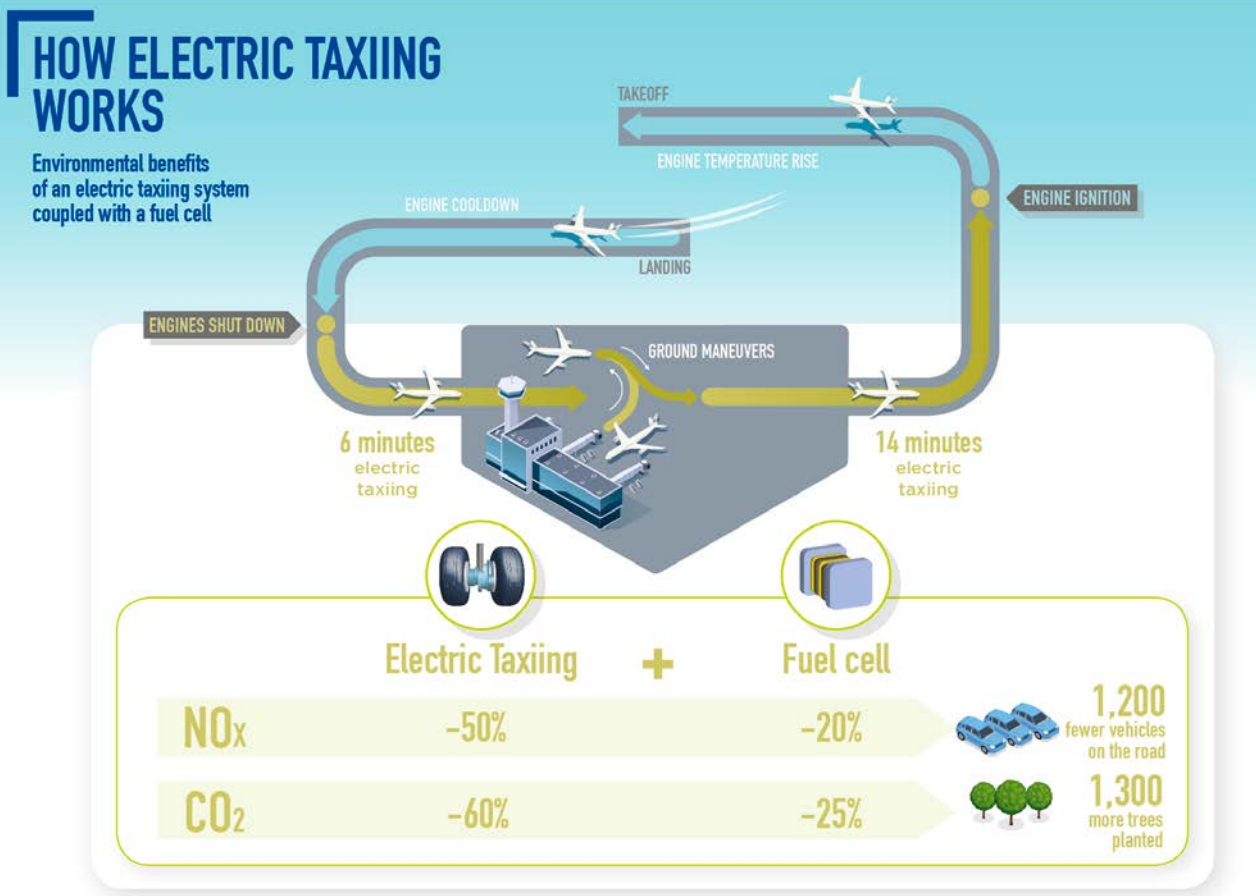 HOW ELECTRIC TAXIING
WORKS
Environmental benefits
of an electric taxiing system
coupled with a fuel cell
TAKEOFF
ENGINE TEMPERATURE RISE
ENGINE IGNITION
ENGINE COOLDOWN
LANDING
ENGINES SHUT DOWN
GROUND MANEUVERS
6 minutes
electric
taxiing
14 minutes
electric
taxiing
Electric Taxiing + Fuel cell
NOx -50% -20%
1,200
fewer vehicles
on the road
CO2 -60% -25%
1,300
more trees
planted